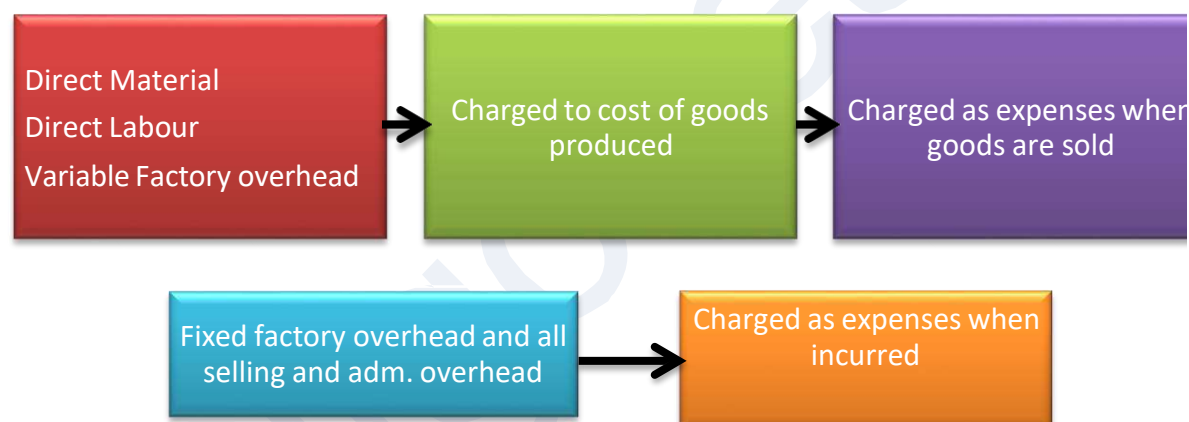 Direct Material
Direct Labour
Variable Factory overhead
Charged to cost of goods
produced
Charged as expenses when
goods are sold
Fixed factory overhead and all
selling and adm. overhead
Charged as expenses when
incurred